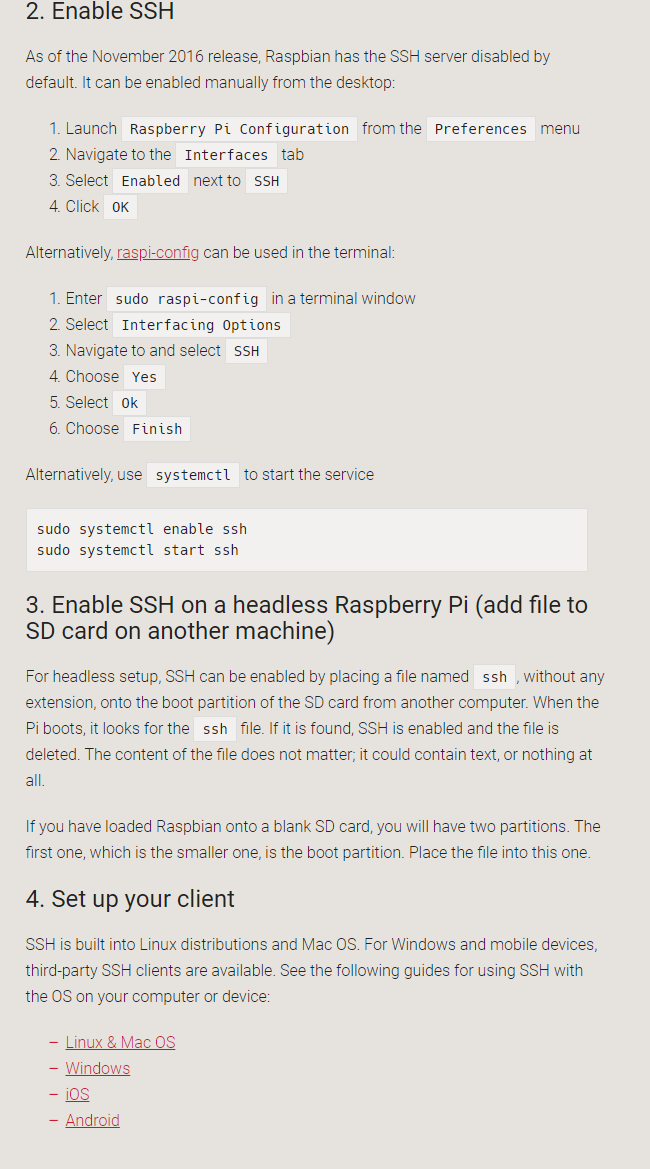 2. Enable SSH
As of the November 2016 release, Raspbian has the SSH server disabled by
default. It can be enabled manually from the desktop:
1. Launch Raspberry Pi Configuration from the Preferences menu
2. Navigate to the Interfaces tab
3. Select Enabled next to SSH
4. Click OK
Alternatively, raspi-config can be used in the terminal:
1. Enter sudo raspi-config in a terminal window
2. Select Interfacing Options
3. Navigate to and select SSH
4. Choose Yes
5. Select Ok
6. Choose Finish
Alternatively, use systemctl to start the service
sudo systemctl enable ssh
sudo systemctl start ssh
3. Enable SSH on a headless Raspberry Pi (add file to
SD card on another machine)
For headless setup, SSH can be enabled by placing a file named ssh , without any
extension, onto the boot partition of the SD card from another computer. When the
Pi boots, it looks for the ssh file. If it is found, SSH is enabled and the file is
deleted. The content of the file does not matter; it could contain text, or nothing at
all.
If you have loaded Raspbian onto a blank SD card, you will have two partitions. The
first one, which is the smaller one, is the boot partition. Place the file into this one.
4. Set up your client
SSH is built into Linux distributions and Mac OS. For Windows and mobile devices,
third-party SSH clients are available. See the following guides for using SSH with
the OS on your computer or device:
– Linux & Mac OS
– Windows
– iOS
– Android